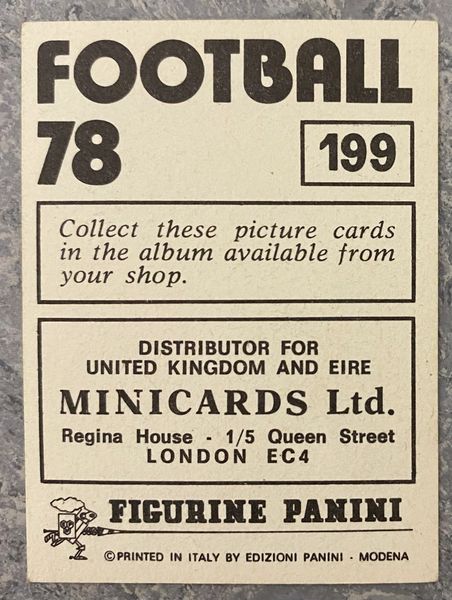 FOOTBALL
78
199
Collect these picture cards
in the album available from
your shop.
DISTRIBUTOR FOR
UNITED KINGDOM AND EIRE
MINICARDS Ltd.
Regina House - 1/5 Queen Street
LONDON EC4
FIGURINE PANINI
©PRINTED IN ITALY BY EDIZIONI PANINI - MODENA